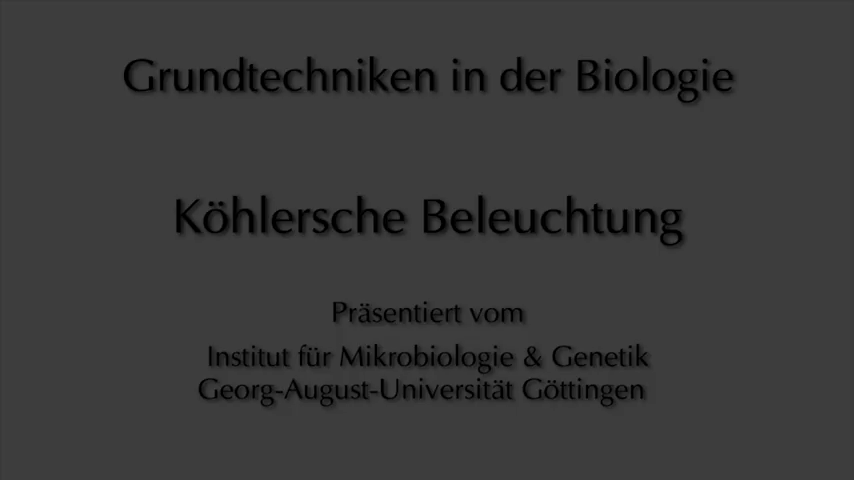 Grundtechniken in der Biologie
Köhlersche Beleuchtung
Präsentiert vom
Institut für Mikrobiologie & Genetik
Georg-August-Universität Göttingen